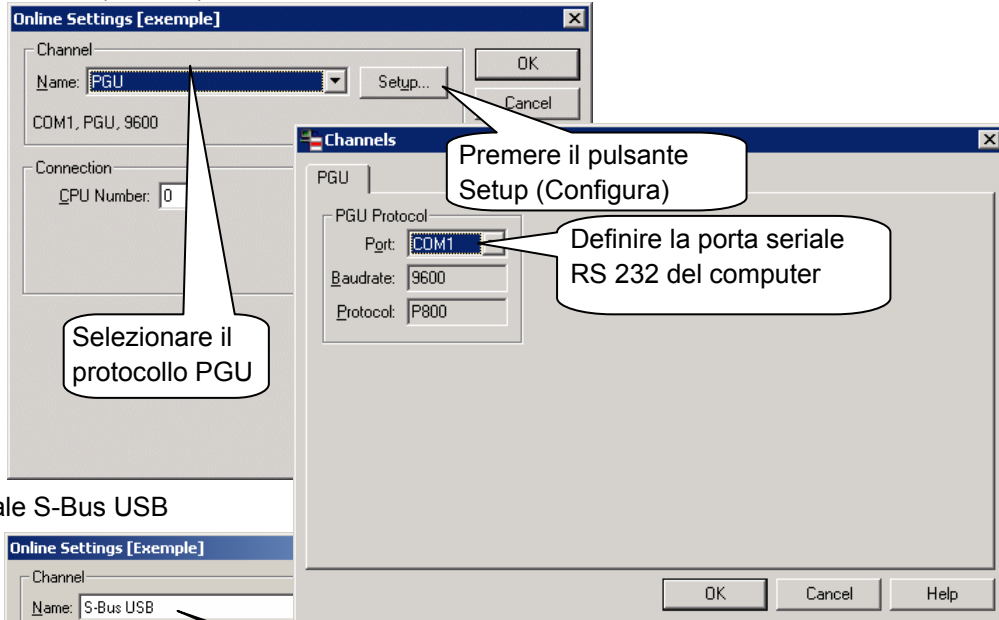 Online Settings [exemple]
Channel
Name: PGU
Setup...
OK
Cancel
COM1, PGU, 9600
Connection
CPU Number: 0
Selezionare il
protocollo PGU
Channels
Premere il pulsante
Setup (Configura)
PGU
PGU Protocol
Port: COM1
Baudrate: 9600
Protocol: P800
Definire la porta seriale
RS 232 del computer
OK
Cancel
Help
S-Bus USB
Online Settings [Exemple]
Channel
Name: S-Bus USB